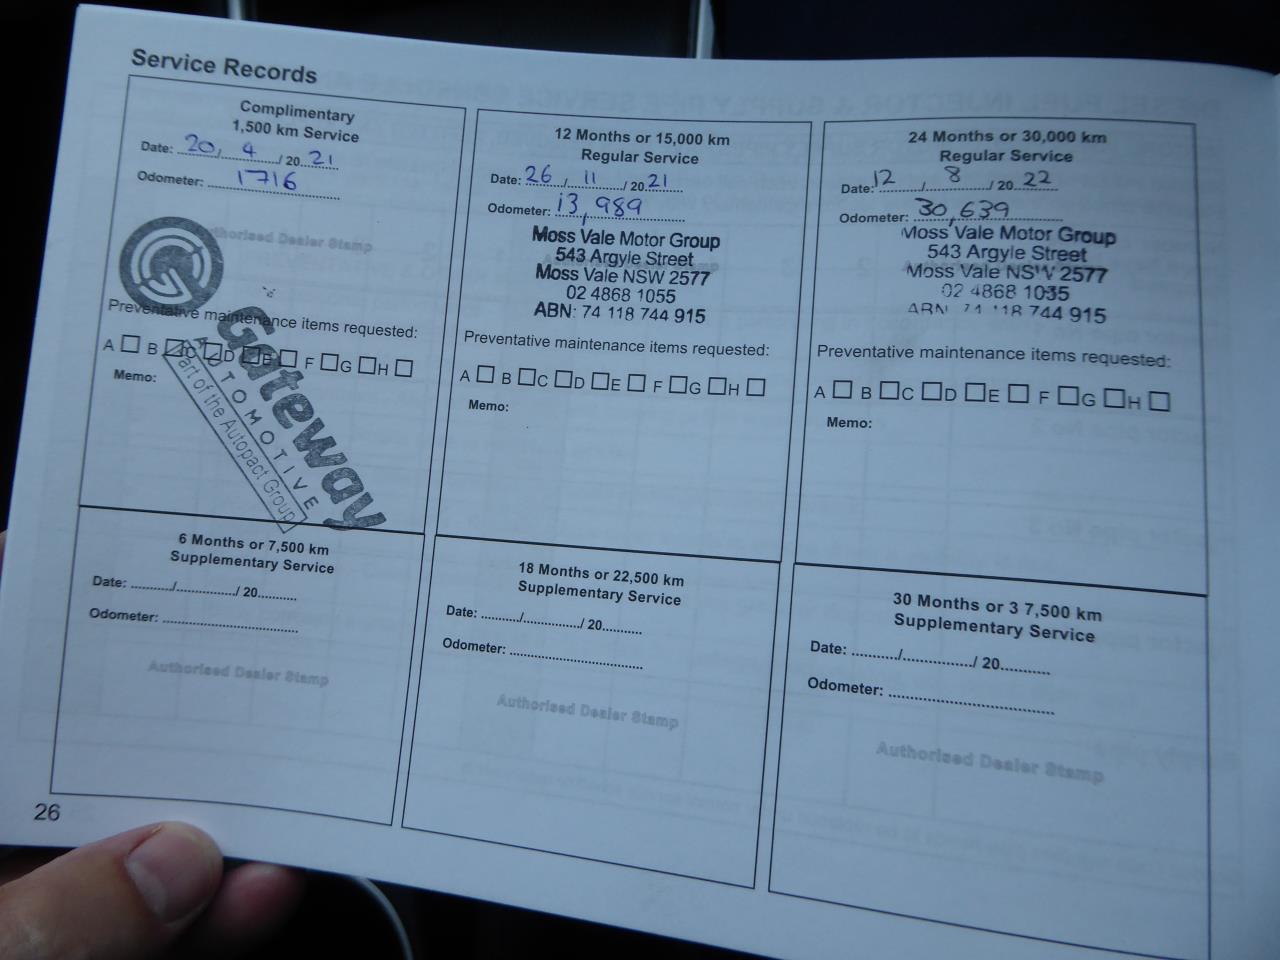 Service Records
Complimentary
1,500 km Service
Date: 20 / 4 / 20 21
Odometer: 1716
Authorised Dealer Stamp
Gateway
AUTOMOTIVE
Part of the Autopact Group
Preventative maintenance items requested:
A B C D E F G H
Memo:
12 Months or 15,000 km
Regular Service
Date: 26 / 11 / 20 21
Odometer: 13,989
Moss Vale Motor Group
543 Argyle Street
Moss Vale NSW 2577
02 4868 1055
ABN: 74 118 744 915
Preventative maintenance items requested:
A B C D E F G H
Memo:
24 Months or 30,000 km
Regular Service
Date: 12 / 8 / 20 22
Odometer: 30,639
Moss Vale Motor Group
543 Argyle Street
Moss Vale NSW 2577
02 4868 1035
ABN 74 118 744 915
Preventative maintenance items requested:
A B C D E F G H
Memo:
6 Months or 7,500 km
Supplementary Service
Date: ........../............../ 20..........
Odometer: ..................................
Authorised Dealer Stamp
18 Months or 22,500 km
Supplementary Service
Date: ........../............../ 20..........
Odometer: ..................................
Authorised Dealer Stamp
30 Months or 3 7,500 km
Supplementary Service
Date: ........../.............../ 20..........
Odometer: ..................................
Authorised Dealer Stamp
26